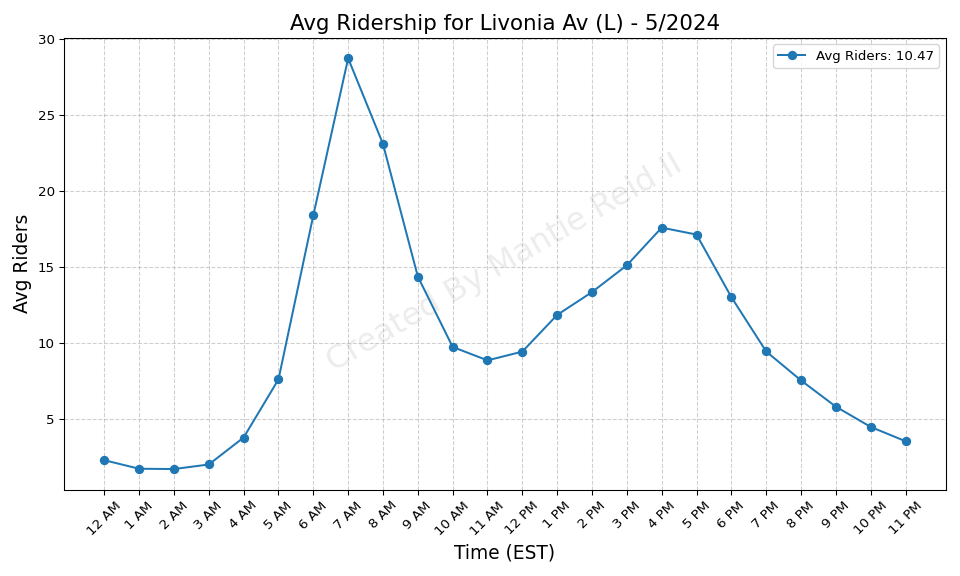 Avg Ridership for Livonia Av (L) - 5/2024
Avg Riders: 10.47
30
25
20
15
10
5
Avg Riders
Created By Mantie Reid II
12 AM
1 AM
2 AM
3 AM
4 AM
5 AM
6 AM
7 AM
8 AM
9 AM
10 AM
11 AM
12 PM
1 PM
2 PM
3 PM
4 PM
5 PM
6 PM
7 PM
8 PM
9 PM
10 PM
11 PM
Time (EST)